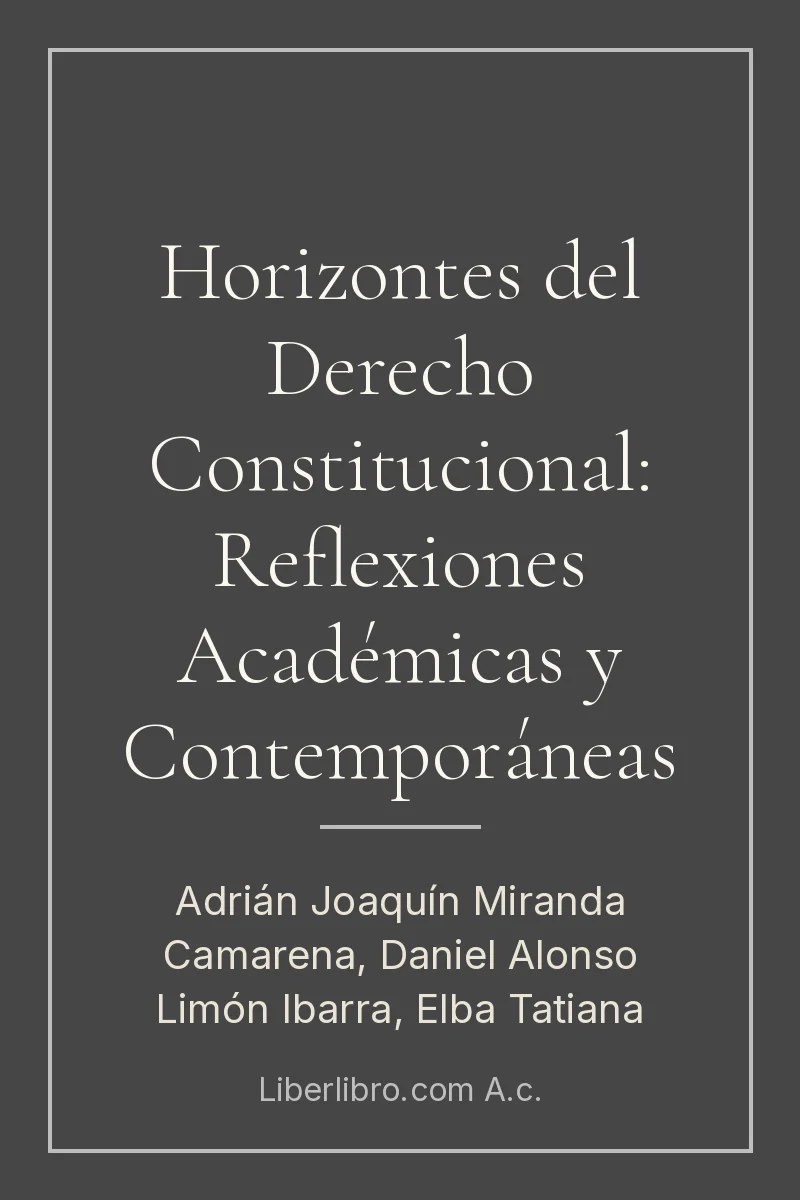 Horizontes del
Derecho
Constitucional:
Reflexiones
Académicas y
Contemporáneas
Adrián Joaquín Miranda
Camarena, Daniel Alonso
Limón Ibarra, Elba Tatiana
Liberlibro.com A.c.